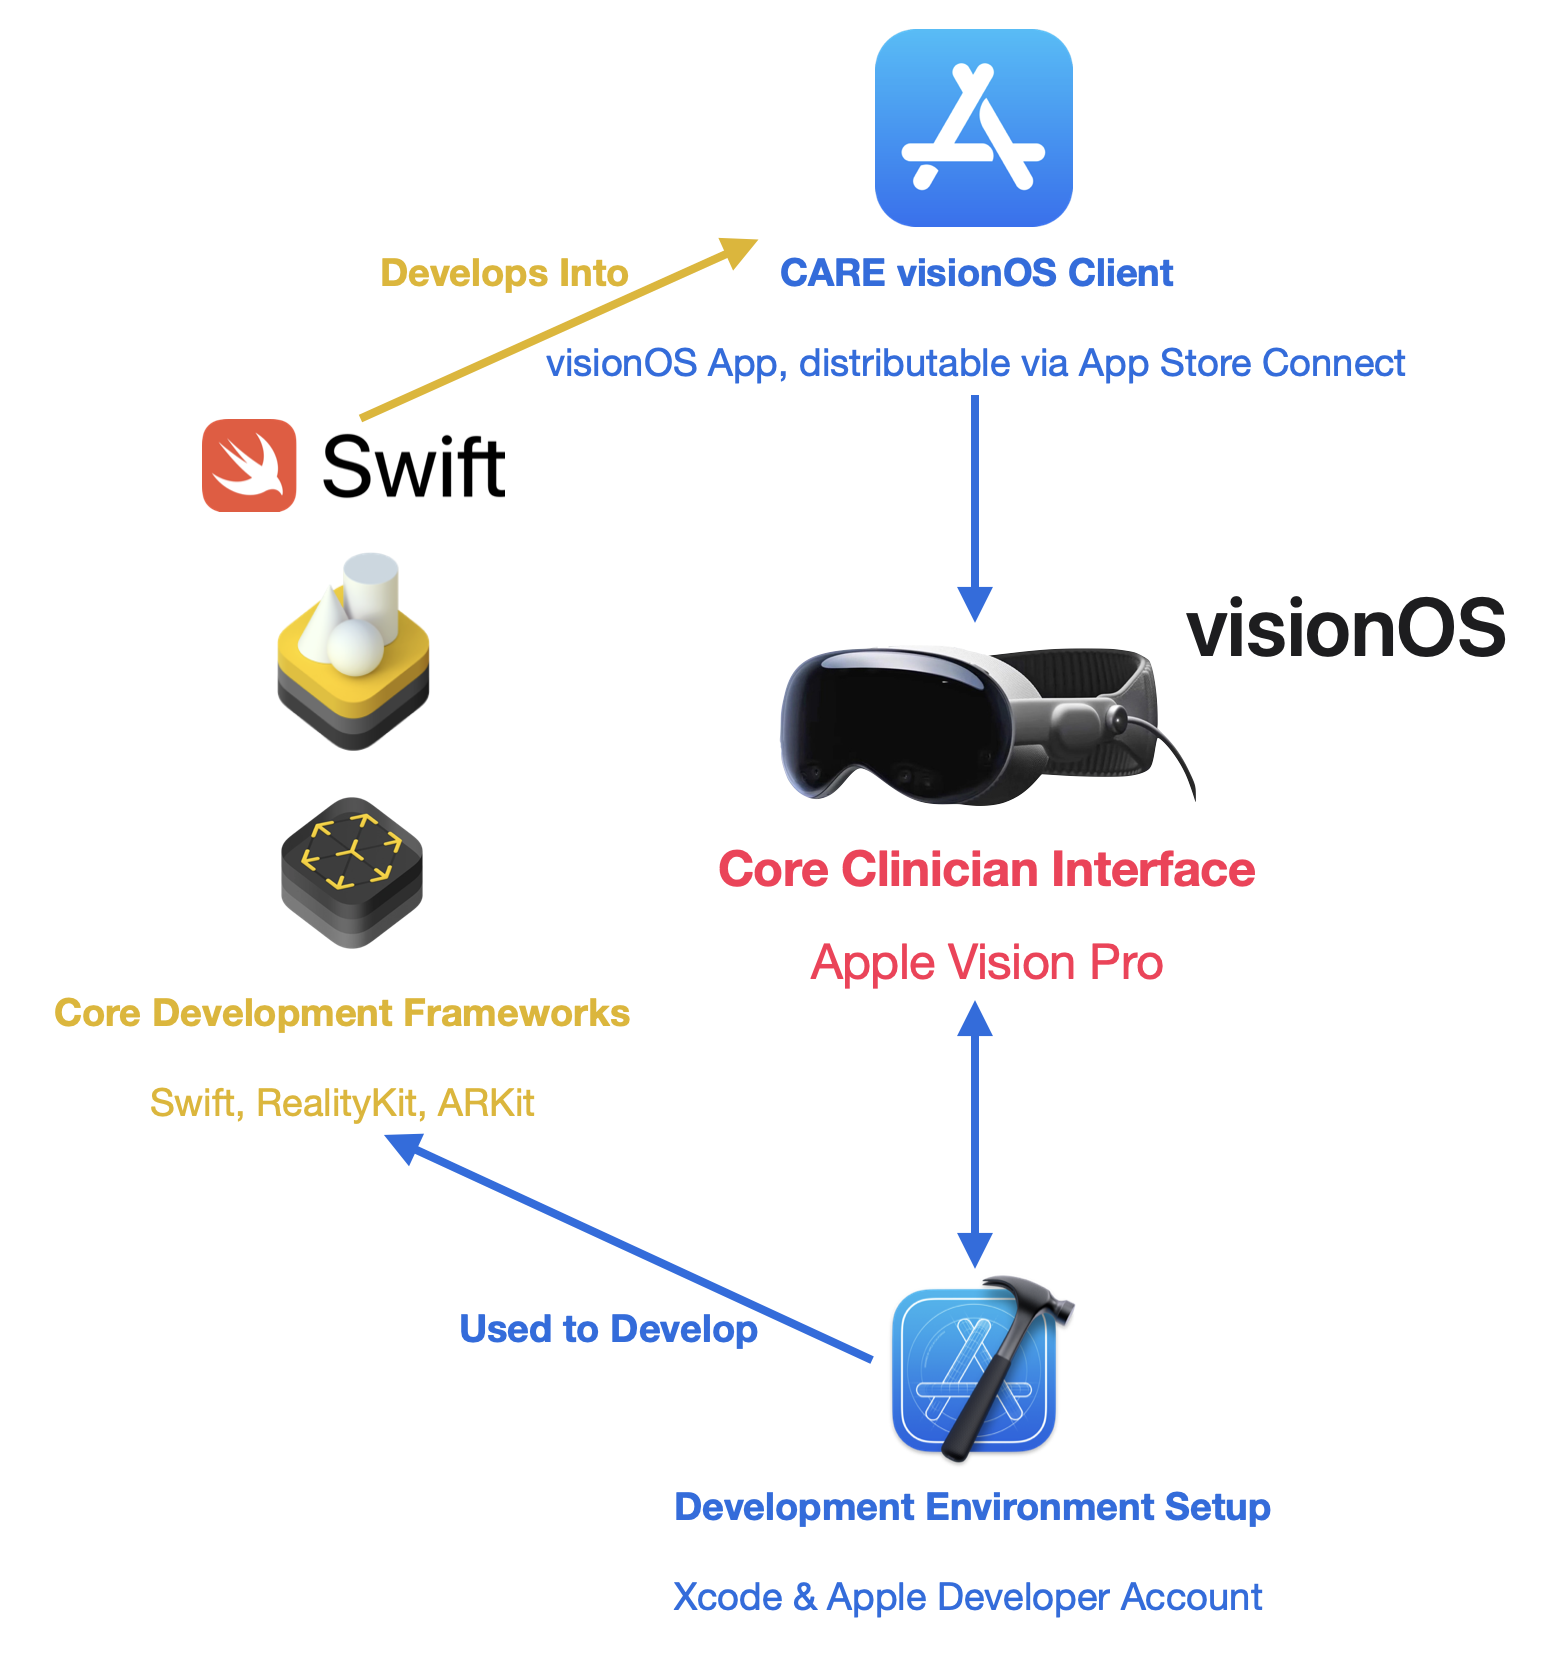 Develops Into
CARE visionOS Client
visionOS App, distributable via App Store Connect
Swift
visionOS
Core Clinician Interface
Apple Vision Pro
Core Development Frameworks
Swift, RealityKit, ARKit
Used to Develop
Development Environment Setup
Xcode & Apple Developer Account